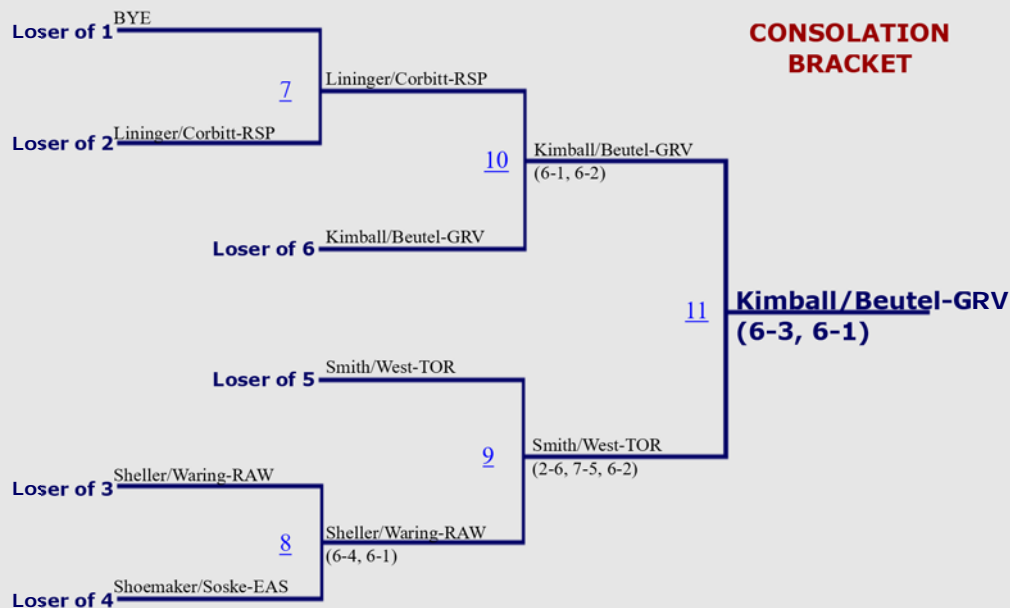 CONSOLATION
BRACKET
Loser of 1
BYE
7
Lininger/Corbitt-RSP
Loser of 2
Lininger/Corbitt-RSP
10
Kimball/Beutel-GRV
(6-1, 6-2)
Loser of 6
Kimball/Beutel-GRV
11
Kimball/Beutel-GRV
(6-3, 6-1)
Loser of 5
Smith/West-TOR
9
Smith/West-TOR
(2-6, 7-5, 6-2)
Loser of 3
Sheller/Waring-RAW
8
Sheller/Waring-RAW
(6-4, 6-1)
Loser of 4
Shoemaker/Soske-EAS